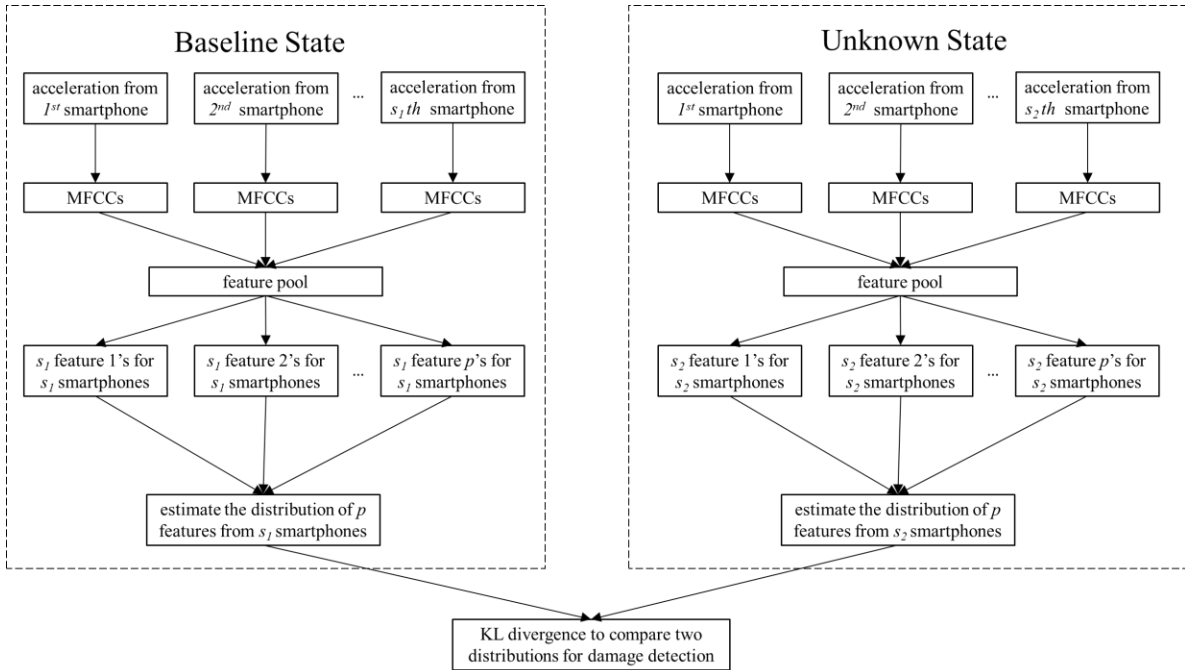 Baseline State
acceleration from
1st smartphone
acceleration from
2nd smartphone
...
acceleration from
s1th smartphone
MFCCs
MFCCs
MFCCs
feature pool
s1 feature 1's for
s1 smartphones
s1 feature 2's for
s1 smartphones
...
s1 feature p's for
s1 smartphones
estimate the distribution of p
features from s1 smartphones
Unknown State
acceleration from
1st smartphone
acceleration from
2nd smartphone
...
acceleration from
s2th smartphone
MFCCs
MFCCs
MFCCs
feature pool
s2 feature 1's for
s2 smartphones
s2 feature 2's for
s2 smartphones
...
s2 feature p's for
s2 smartphones
estimate the distribution of p
features from s2 smartphones
KL divergence to compare two
distributions for damage detection